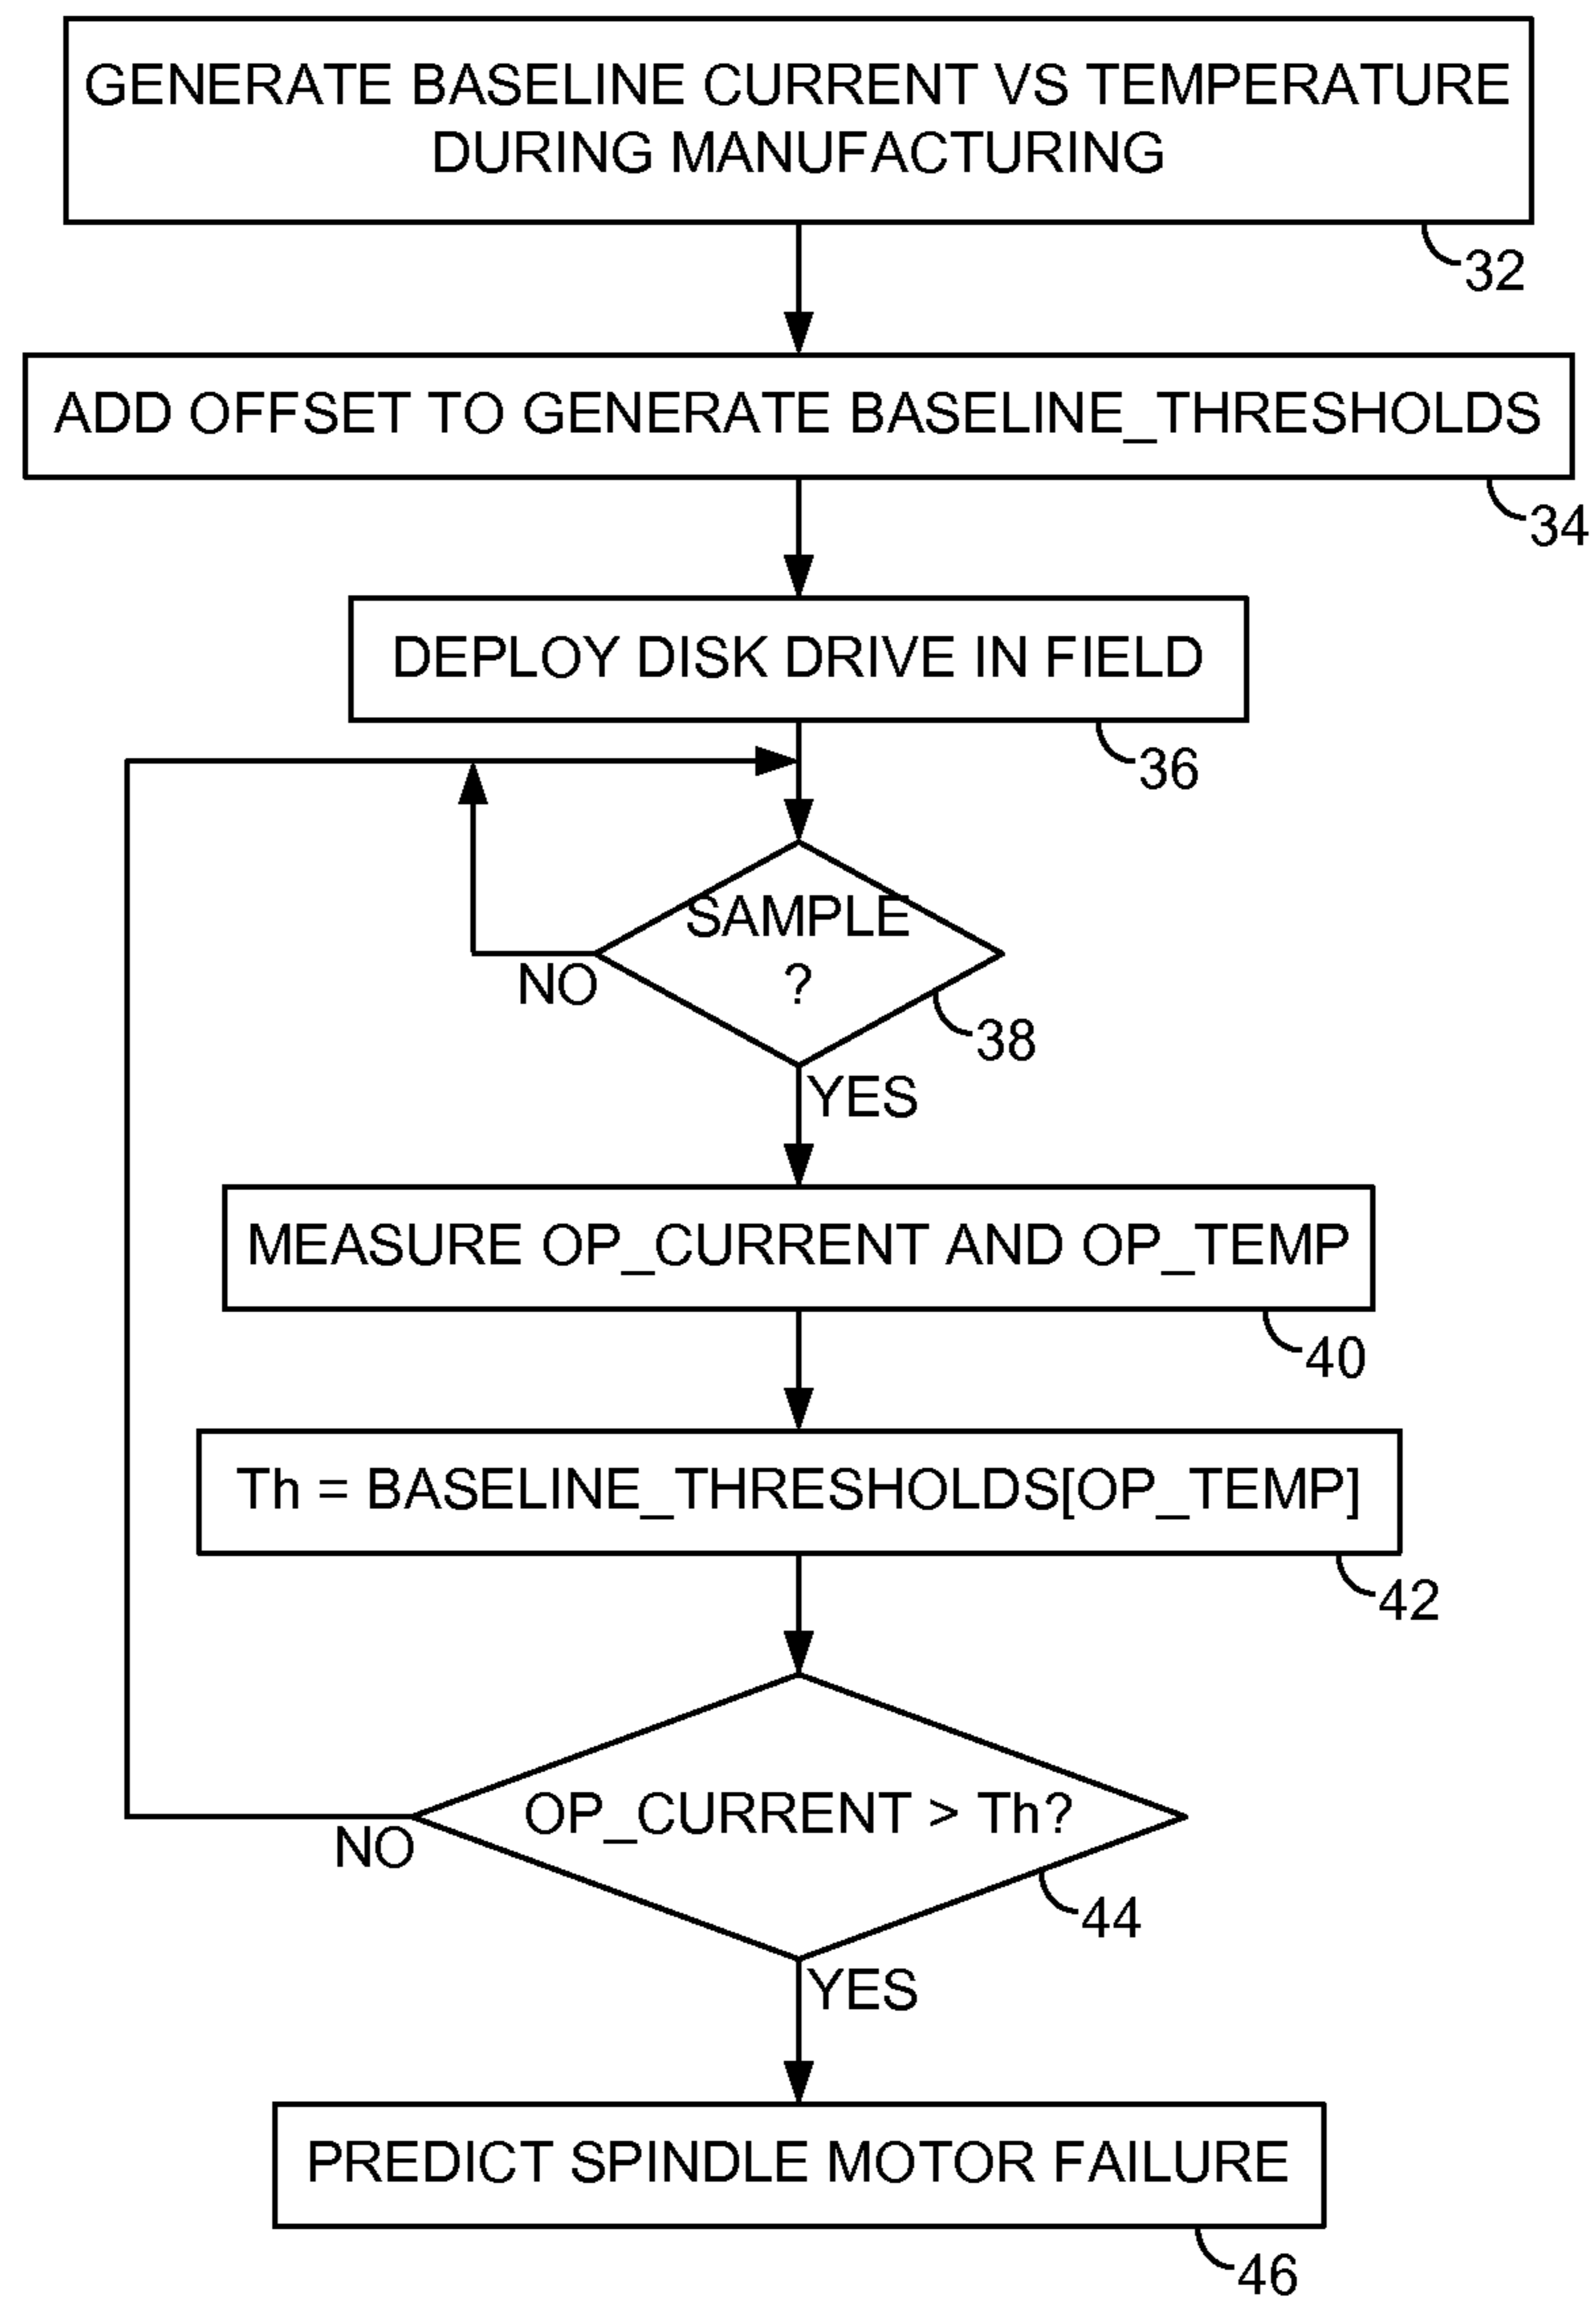 GENERATE BASELINE CURRENT VS TEMPERATURE
DURING MANUFACTURING
32
ADD OFFSET TO GENERATE BASELINE_THRESHOLDS
34
DEPLOY DISK DRIVE IN FIELD
36
SAMPLE
?
NO
38
YES
MEASURE OP_CURRENT AND OP_TEMP
40
Th = BASELINE_THRESHOLDS[OP_TEMP]
42
OP_CURRENT > Th?
NO
44
YES
PREDICT SPINDLE MOTOR FAILURE
46